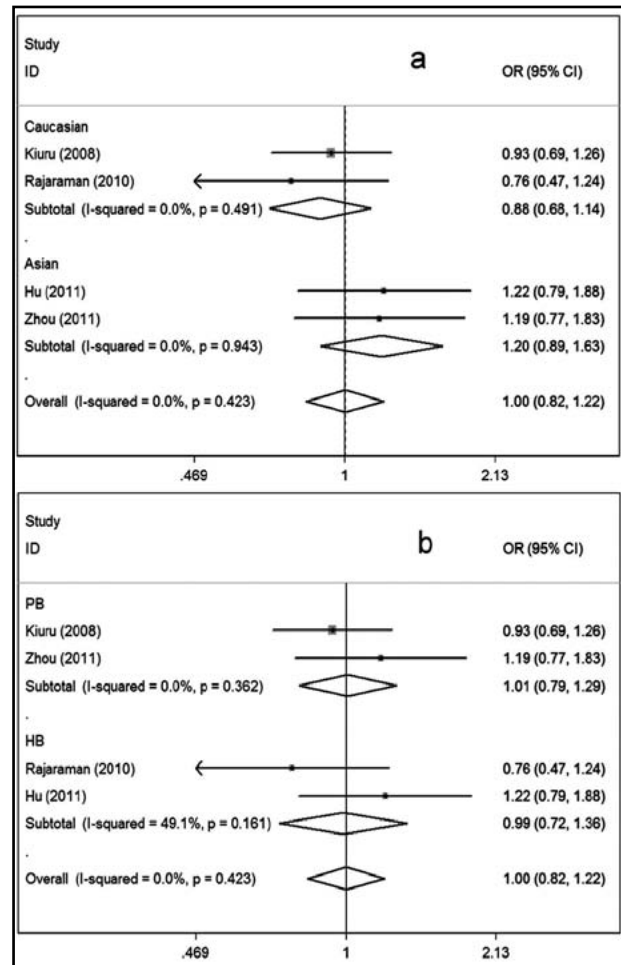 Study
a
ID OR (95% CI)
Caucasian
Kiuru (2008) 0.93 (0.69, 1.26)
Rajaraman (2010) 0.76 (0.47, 1.24)
Subtotal (I-squared = 0.0%, p = 0.491) 0.88 (0.68, 1.14)
.
Asian
Hu (2011) 1.22 (0.79, 1.88)
Zhou (2011) 1.19 (0.77, 1.83)
Subtotal (I-squared = 0.0%, p = 0.943) 1.20 (0.89, 1.63)
.
Overall (I-squared = 0.0%, p = 0.423) 1.00 (0.82, 1.22)
.469 1 2.13
Study
b
ID OR (95% CI)
PB
Kiuru (2008) 0.93 (0.69, 1.26)
Zhou (2011) 1.19 (0.77, 1.83)
Subtotal (I-squared = 0.0%, p = 0.362) 1.01 (0.79, 1.29)
.
HB
Rajaraman (2010) 0.76 (0.47, 1.24)
Hu (2011) 1.22 (0.79, 1.88)
Subtotal (I-squared = 49.1%, p = 0.161) 0.99 (0.72, 1.36)
.
Overall (I-squared = 0.0%, p = 0.423) 1.00 (0.82, 1.22)
.469 1 2.13